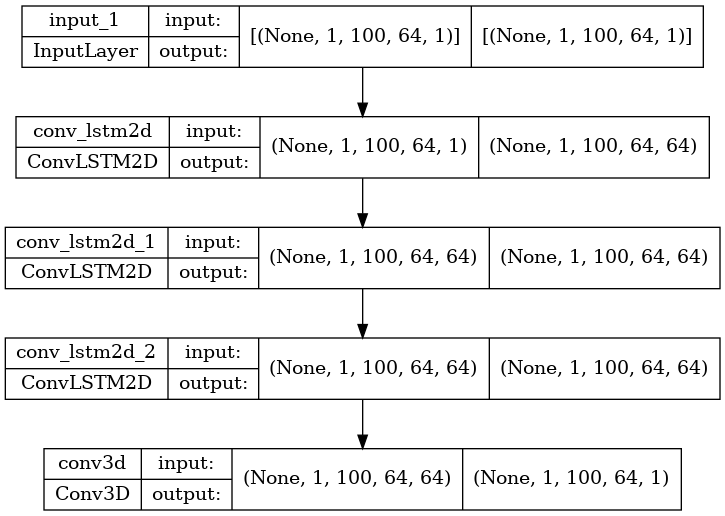 input_1 input: [(None, 1, 100, 64, 1)] [(None, 1, 100, 64, 1)]
InputLayer output:
conv_lstm2d input: (None, 1, 100, 64, 1) (None, 1, 100, 64, 64)
ConvLSTM2D output:
conv_lstm2d_1 input: (None, 1, 100, 64, 64) (None, 1, 100, 64, 64)
ConvLSTM2D output:
conv_lstm2d_2 input: (None, 1, 100, 64, 64) (None, 1, 100, 64, 64)
ConvLSTM2D output:
conv3d input: (None, 1, 100, 64, 64) (None, 1, 100, 64, 1)
Conv3D output: